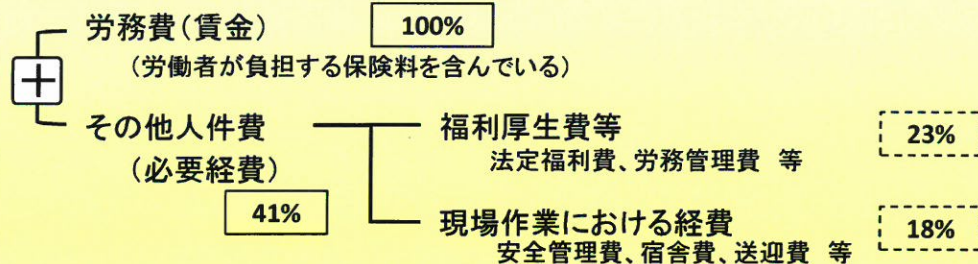 労務費(賃金) 100%
(労働者が負担する保険料を含んでいる)
+
その他人件費 福利厚生費等 23%
(必要経費) 法定福利費、労務管理費 等
41%
現場作業における経費 18%
安全管理費、宿舎費、送迎費 等